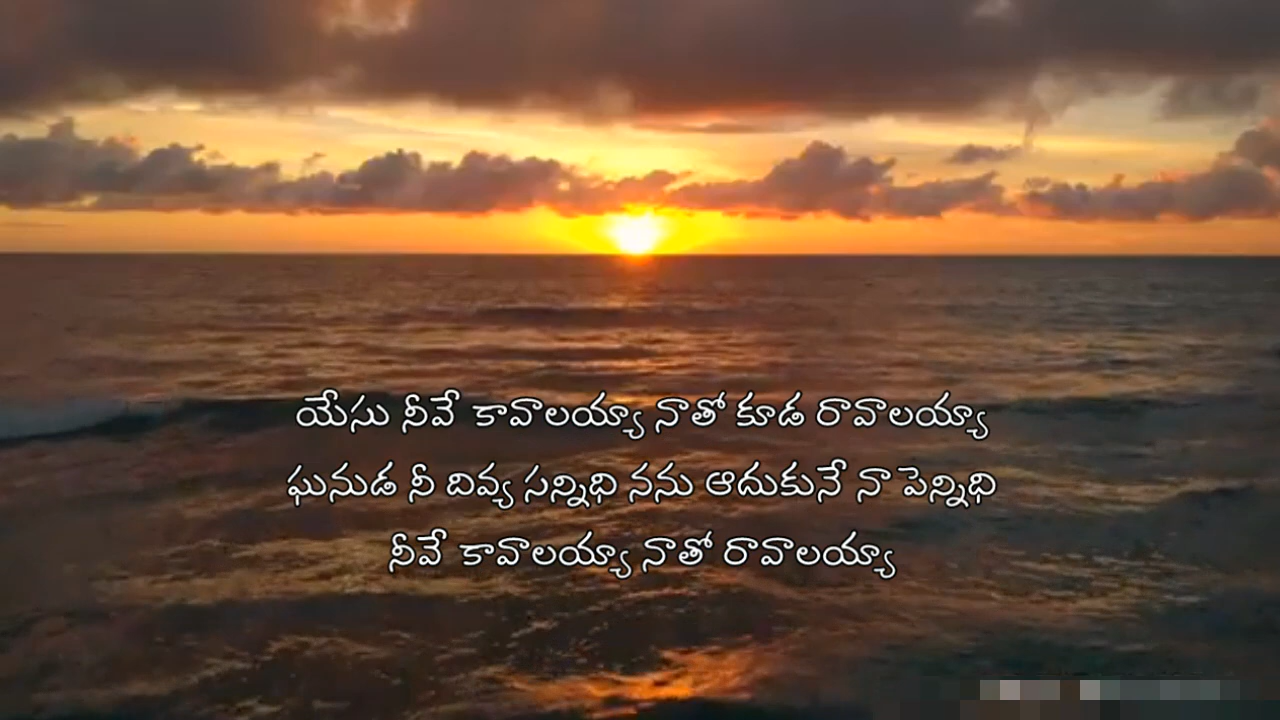 యేసు నీవే కావాలయ్యా నాతో కూడ రావాలయ్యా
ఘనుడ నీ దివ్య సన్నిధి నను ఆదుకునే నా పెన్నిధి
నీవే కావాలయ్యా నాతో రావాలయ్యా